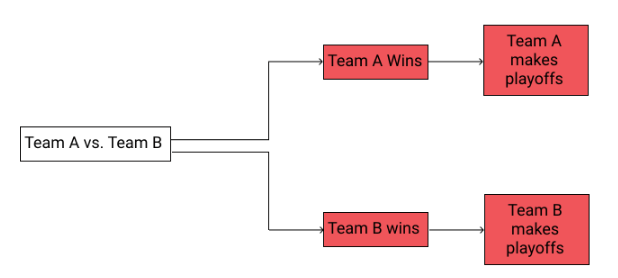 Team A vs. Team B
Team A Wins
Team A
makes
playoffs
Team B wins
Team B
makes
playoffs